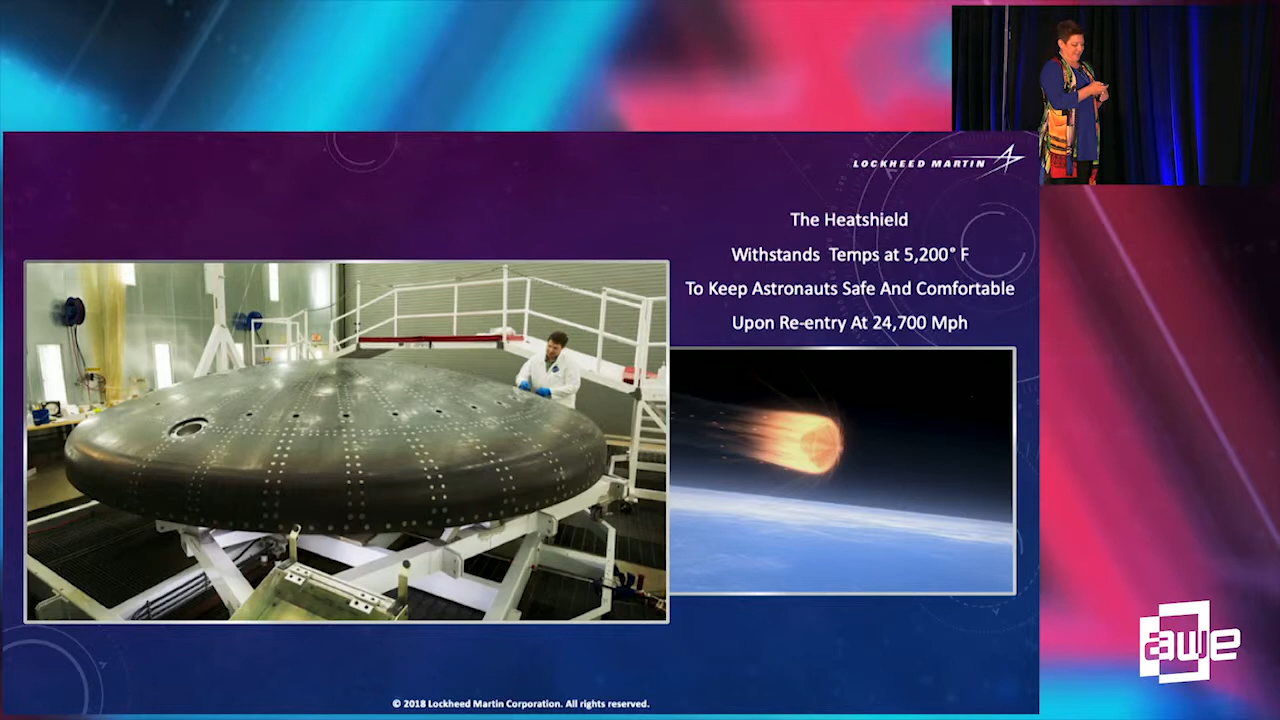 LOCKHEED MARTIN
The Heatshield
Withstands Temps at 5,200° F
To Keep Astronauts Safe And Comfortable
Upon Re-entry At 24,700 Mph
awe
© 2018 Lockheed Martin Corporation. All rights reserved.